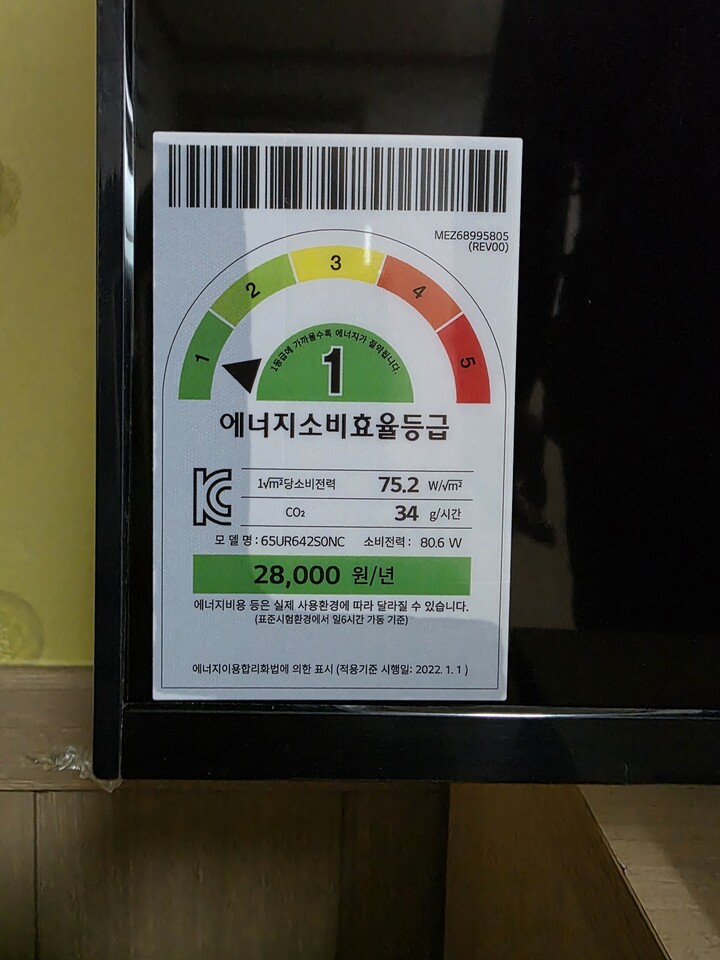 MEZ68995805
(REV00)
1 2 3 4 5
1등급에 가까울수록 에너지가 절약됩니다.
1
에너지소비효율등급
1√m²당소비전력 75.2 W/√m²
CO₂ 34 g/시간
모 델 명 : 65UR642S0NC 소비전력 : 80.6 W
28,000 원/년
에너지비용 등은 실제 사용환경에 따라 달라질 수 있습니다.
(표준시험환경에서 일6시간 가동 기준)
에너지이용합리화법에 의한 표시 (적용기준 시행일: 2022. 1. 1 )